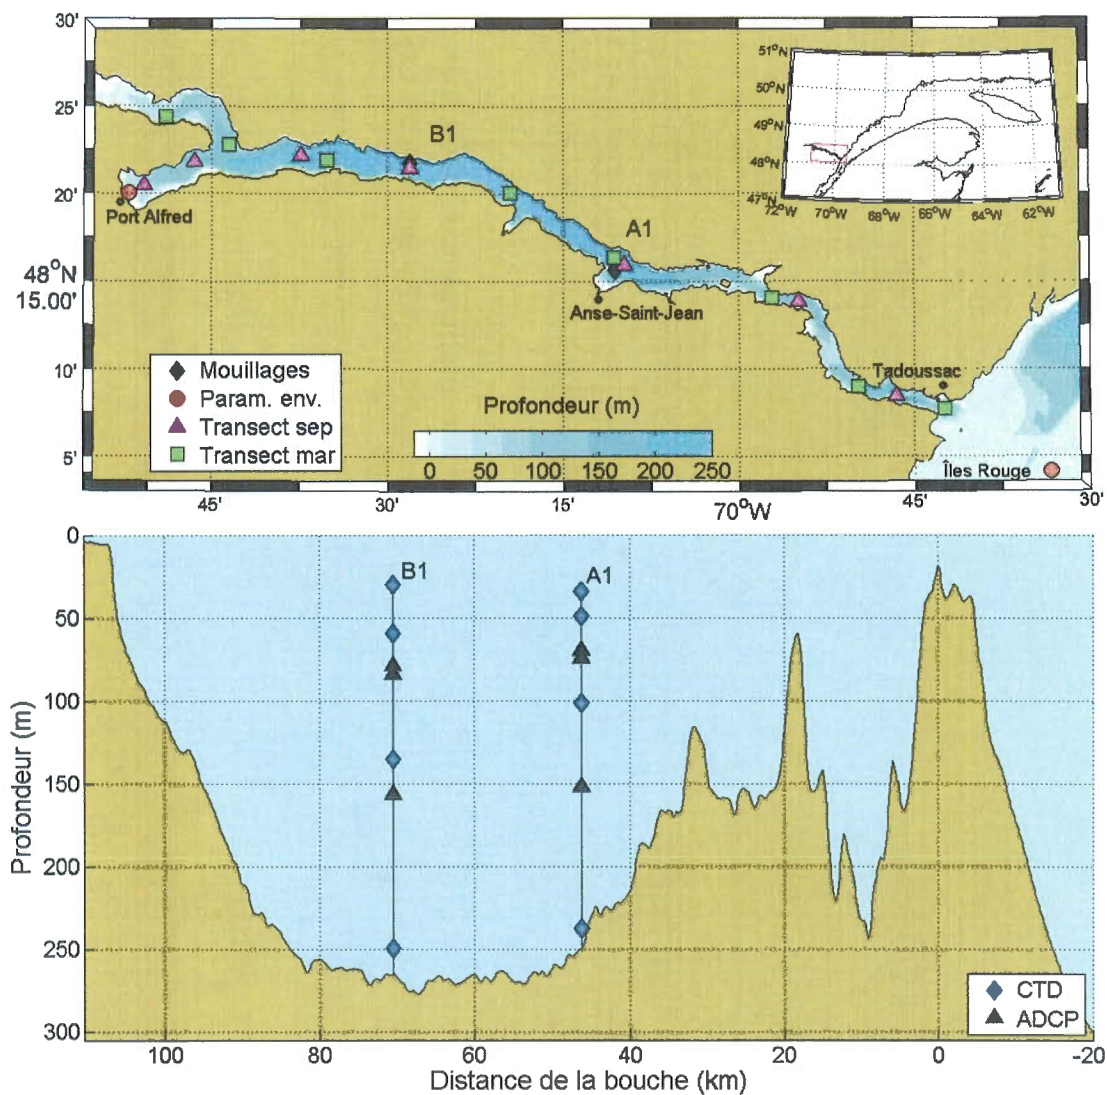 30'
25'
20'
48°N
15.00'
10'
5'
51°N
50°N
49°N
48°N
47°N
72°W 70°W 68°W 66°W 64°W 62°W
B1
A1
Port Alfred
Anse-Saint-Jean
Tadoussac
Îles Rouge
Mouillages
Param. env.
Transect sep
Transect mar
Profondeur (m)
0 50 100 150 200 250
45' 30' 15' 70°W 45' 30'
0
50
100
150
200
250
300
Profondeur (m)
B1
A1
CTD
ADCP
100 80 60 40 20 0 -20
Distance de la bouche (km)